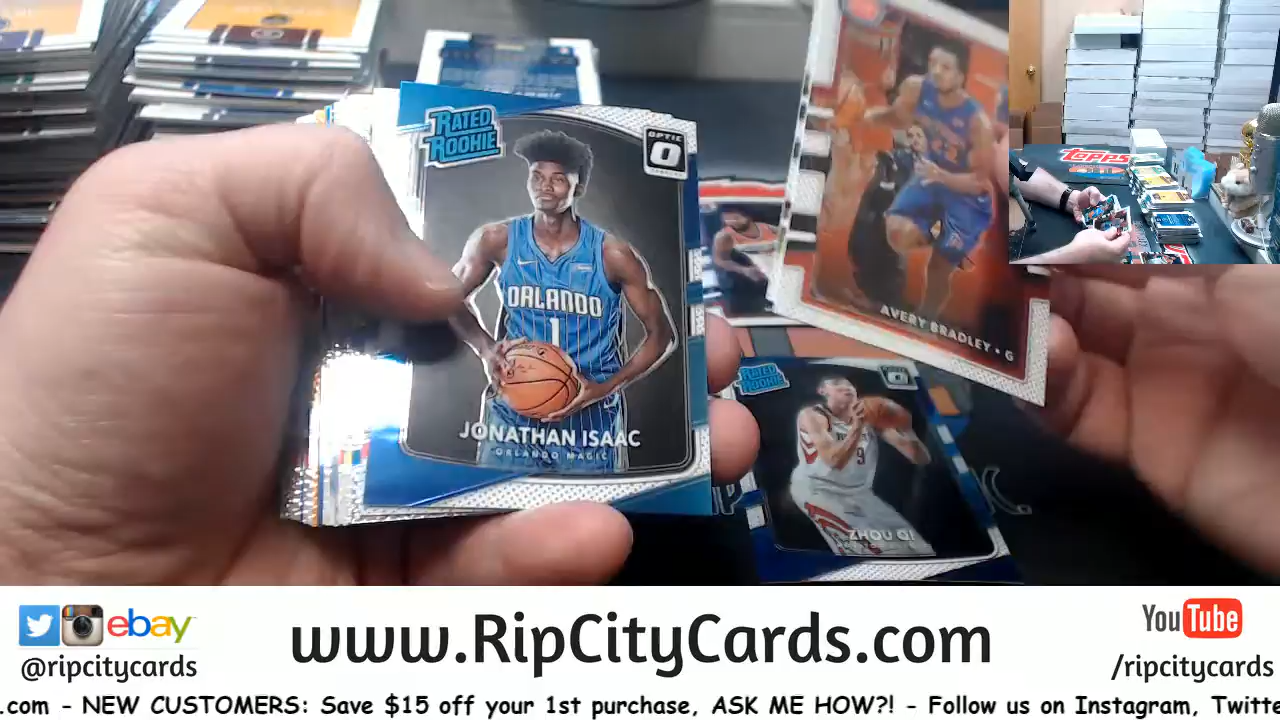 RATED
ROOKIE
OPTIC
O
ORLANDO
1
JONATHAN ISAAC
ORLANDO MAGIC
AVERY BRADLEY • G
RATED
ROOKIE
9
ZHOU QI
Topps
ebay
@ripcitycards
www.RipCityCards.com
YouTube
/ripcitycards
.com - NEW CUSTOMERS: Save $15 off your 1st purchase, ASK ME HOW?! - Follow us on Instagram, Twitte